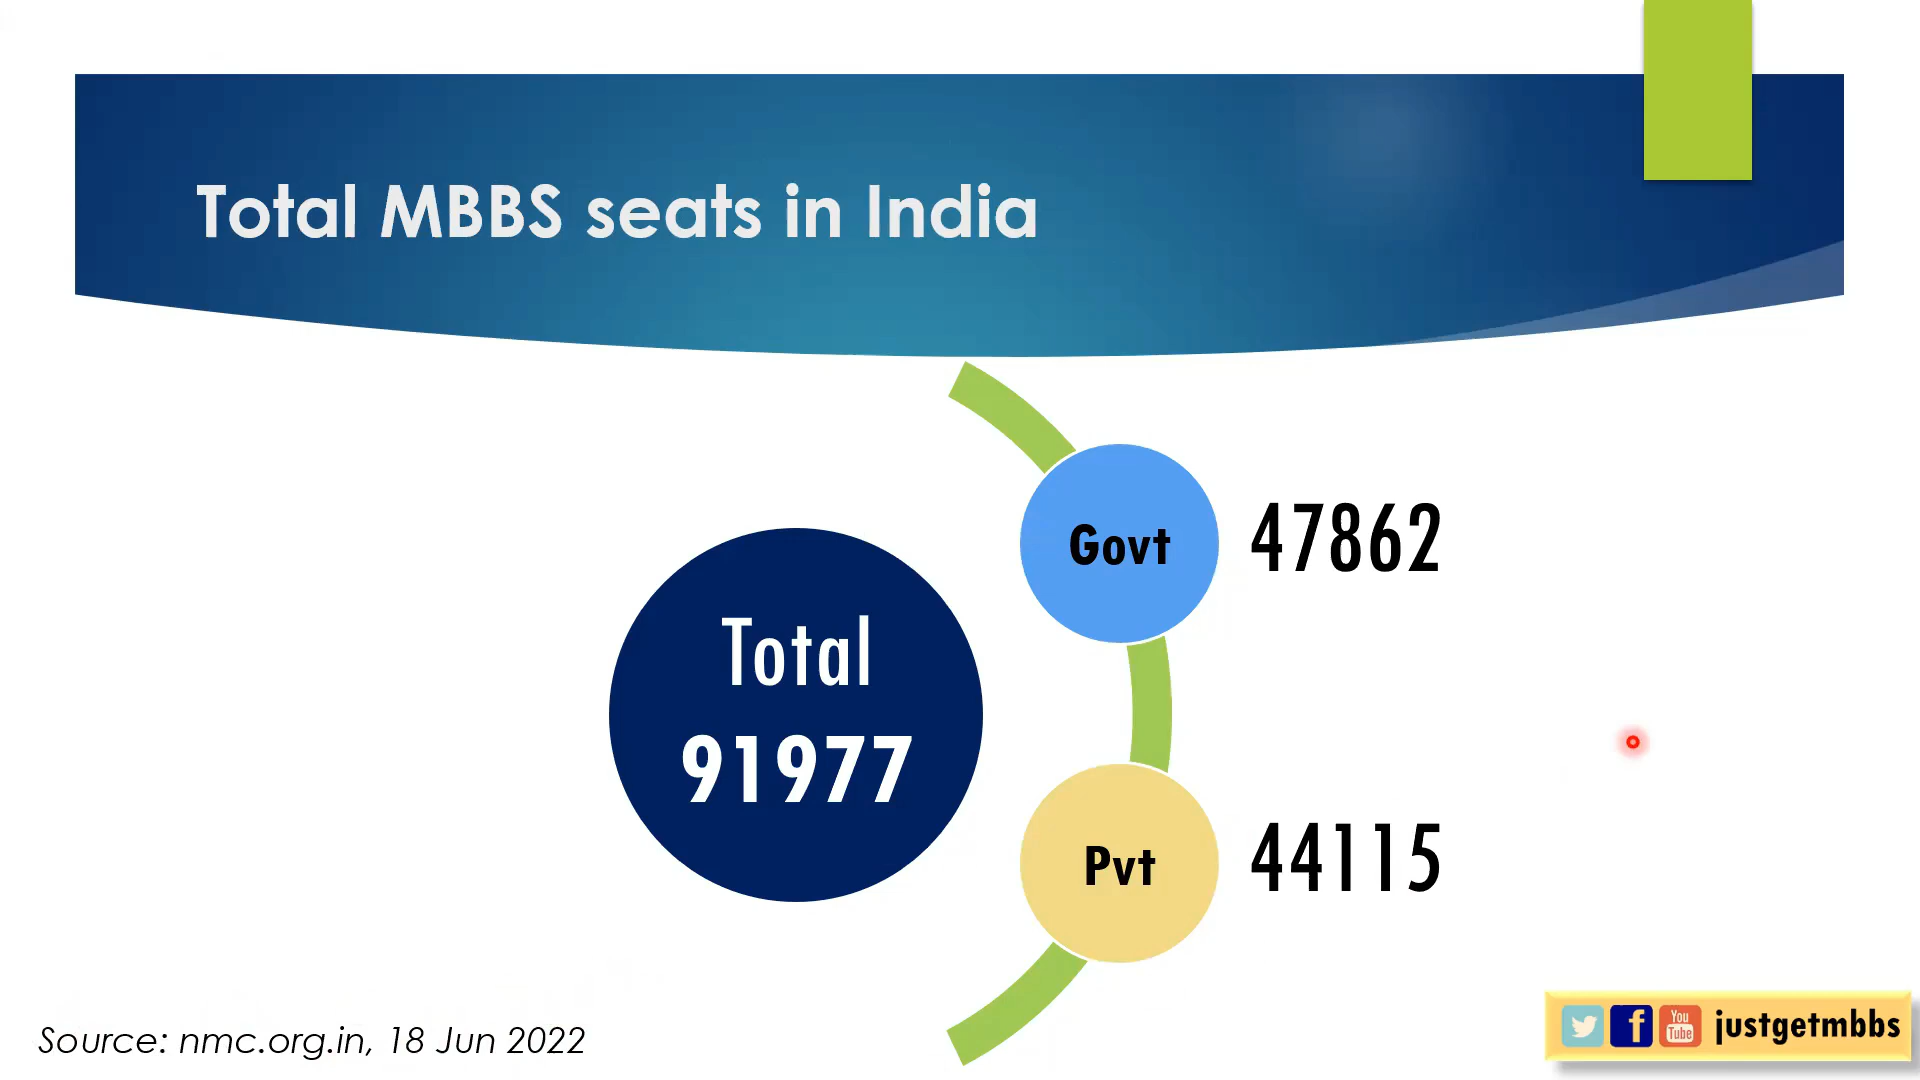 Total MBBS seats in India
Total
91977
Govt
47862
Pvt
44115
Source: nmc.org.in, 18 Jun 2022
You
Tube
justgetmbbs